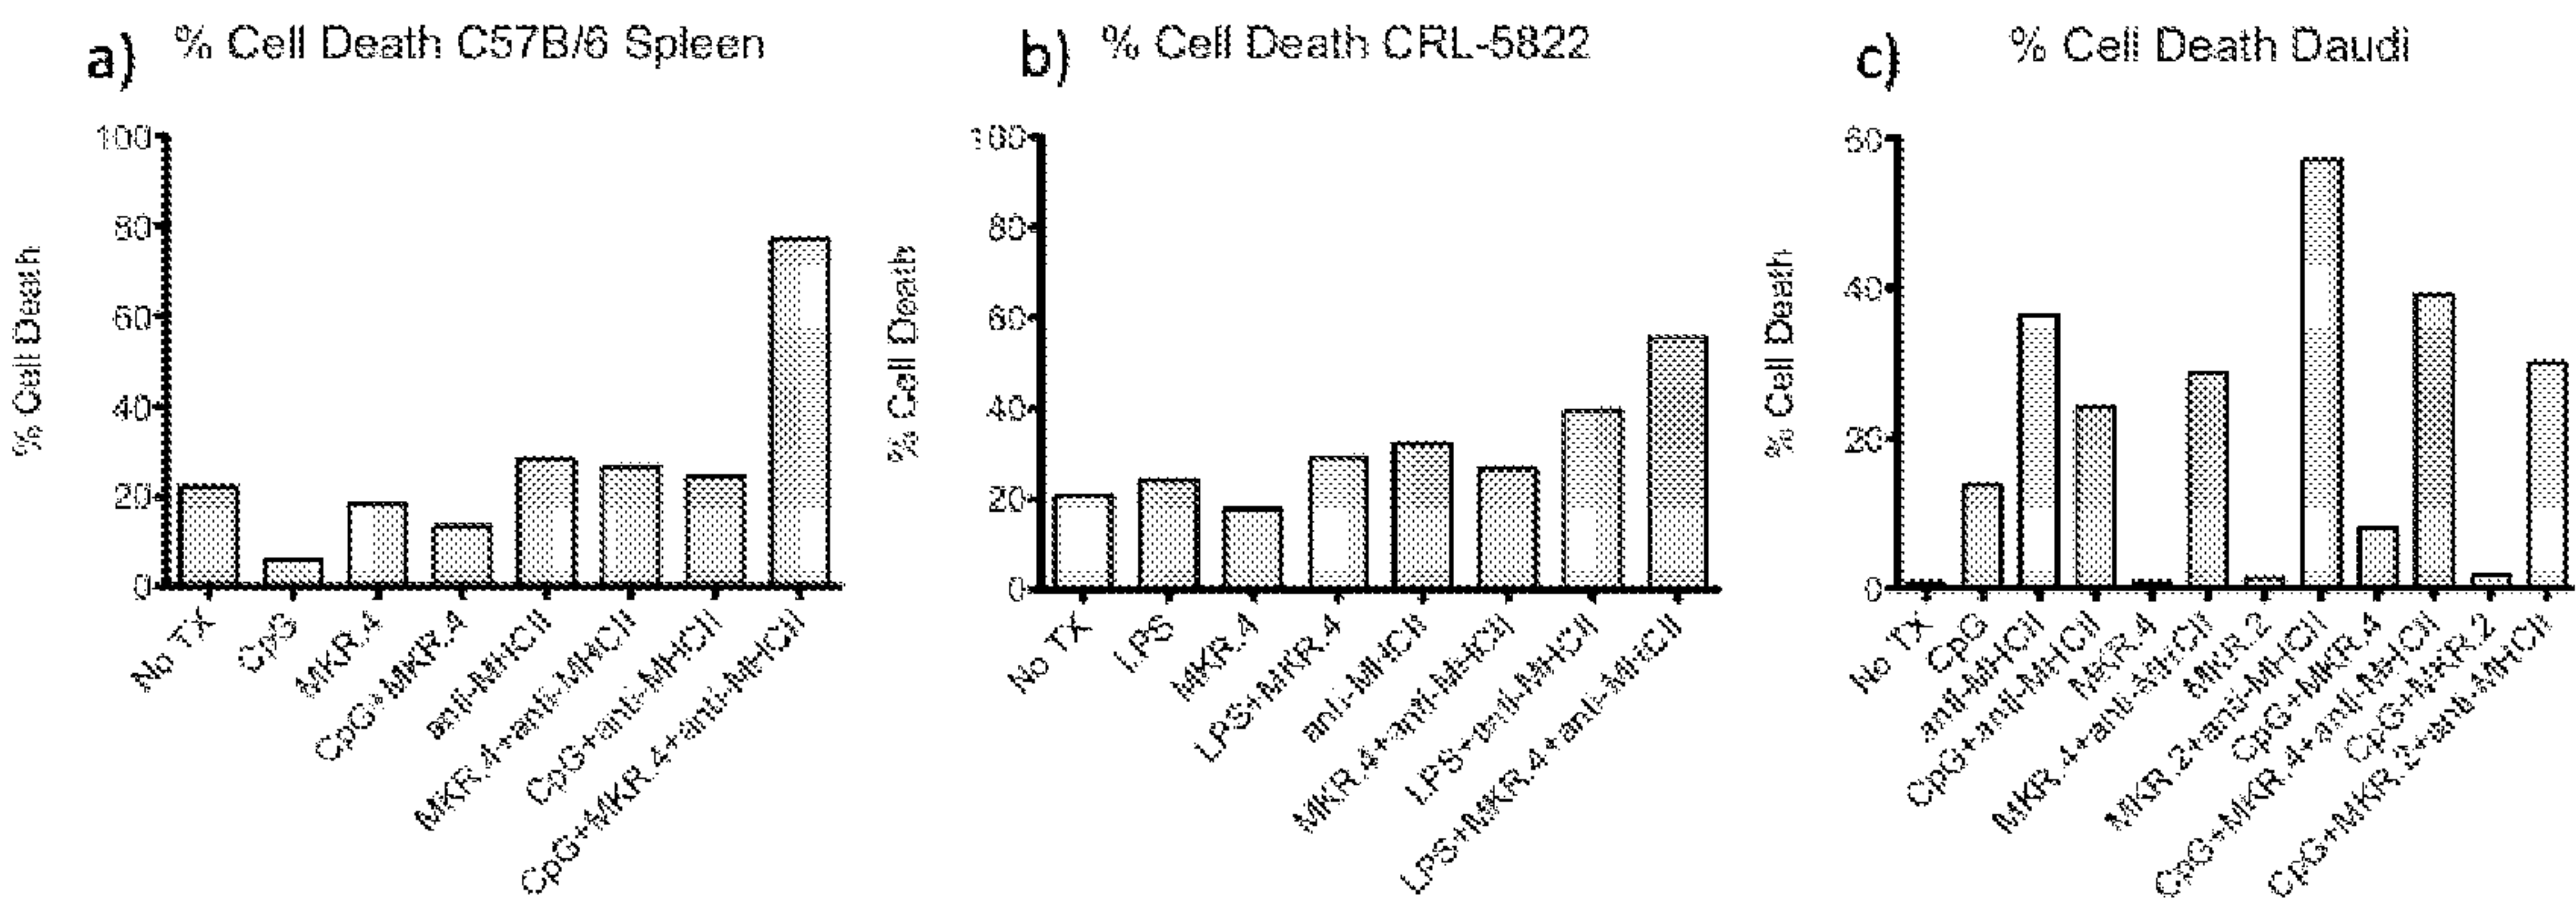 a) % Cell Death C57B/6 Spleen
% Cell Death
100
80
60
40
20
0
No TX
CpG
MKR.4
CpG+MKR.4
anti-MHCII
MKR.4+anti-MHCII
CpG+anti-MHCII
CpG+MKR.4+anti-MHCII
b) % Cell Death CRL-5822
% Cell Death
100
80
60
40
20
0
No TX
LPS
MKR.4
LPS+MKR.4
anti-MHCII
MKR.4+anti-MHCII
LPS+anti-MHCII
LPS+MKR.4+anti-MHCII
c) % Cell Death Daudi
% Cell Death
60
40
20
0
No TX
CpG
anti-MHCII
CpG+anti-MHCII
MKR.4
MKR.4+anti-MHCII
MKR.2
MKR.2+anti-MHCII
CpG+MKR.4
CpG+MKR.4+anti-MHCII
CpG+MKR.2
CpG+MKR.2+anti-MHCII